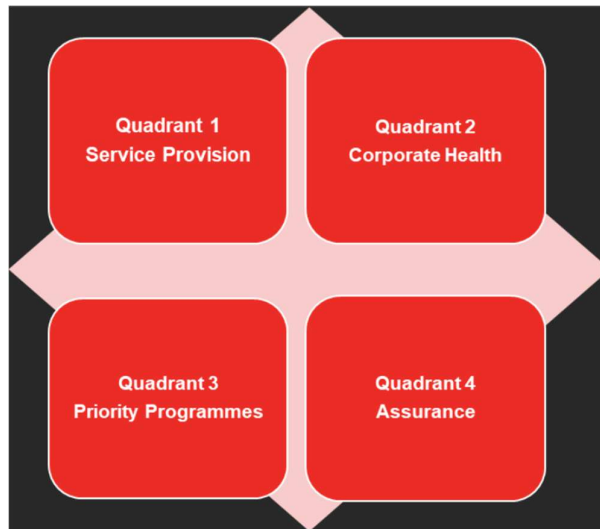 Quadrant 1
Service Provision
Quadrant 2
Corporate Health
Quadrant 3
Priority Programmes
Quadrant 4
Assurance